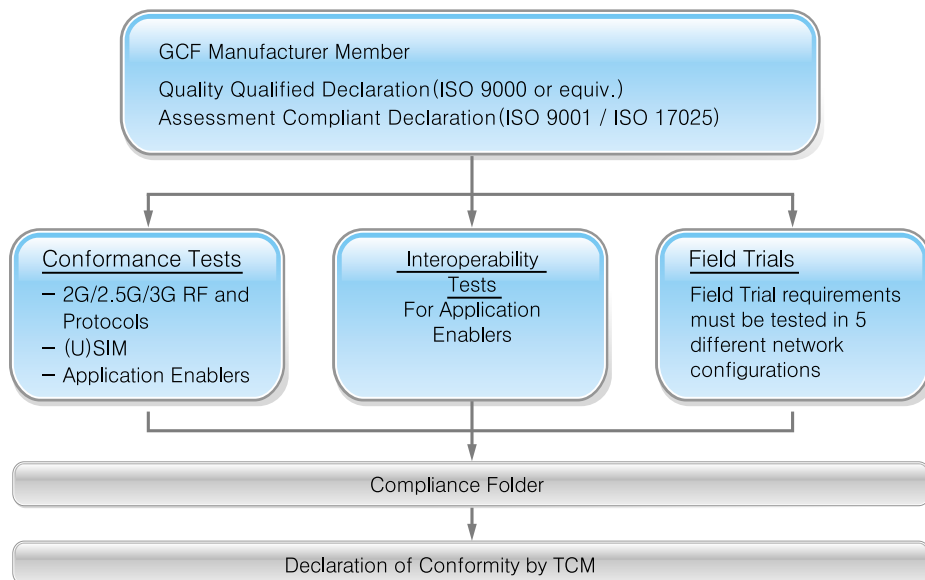 GCF Manufacturer Member
Quality Qualified Declaration(ISO 9000 or equiv.)
Assessment Compliant Declaration(ISO 9001 / ISO 17025)
Conformance Tests
– 2G/2.5G/3G RF and
Protocols
– (U)SIM
– Application Enablers
Interoperability
Tests
For Application
Enablers
Field Trials
Field Trial requirements
must be tested in 5
different network
configurations
Compliance Folder
Declaration of Conformity by TCM